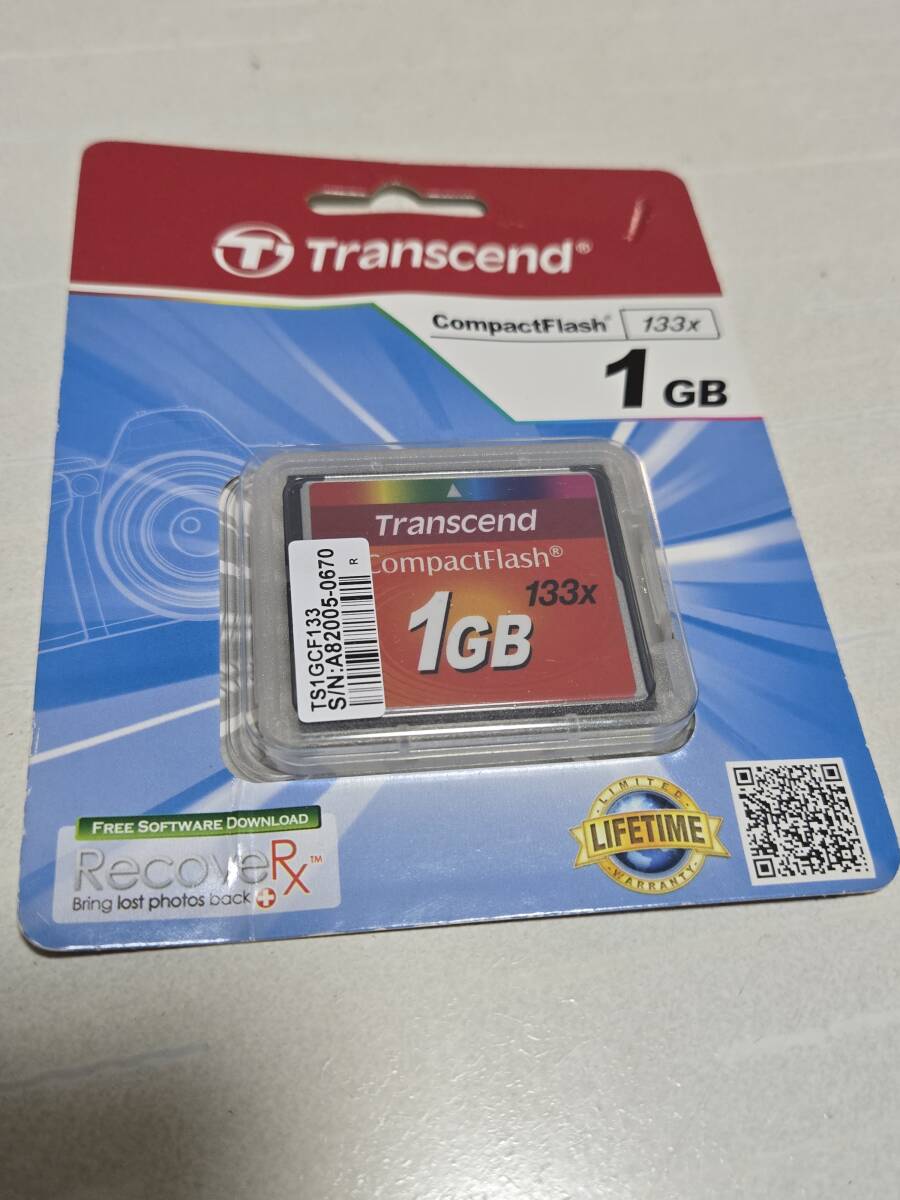 Transcend®
CompactFlash® 133x
1 GB
Transcend
CompactFlash®
133x
1GB
TS1GCF133
S/N:A82005-0670
R
FREE SOFTWARE DOWNLOAD
RecoveRx™
Bring lost photos back
LIMITED
LIFETIME
WARRANTY